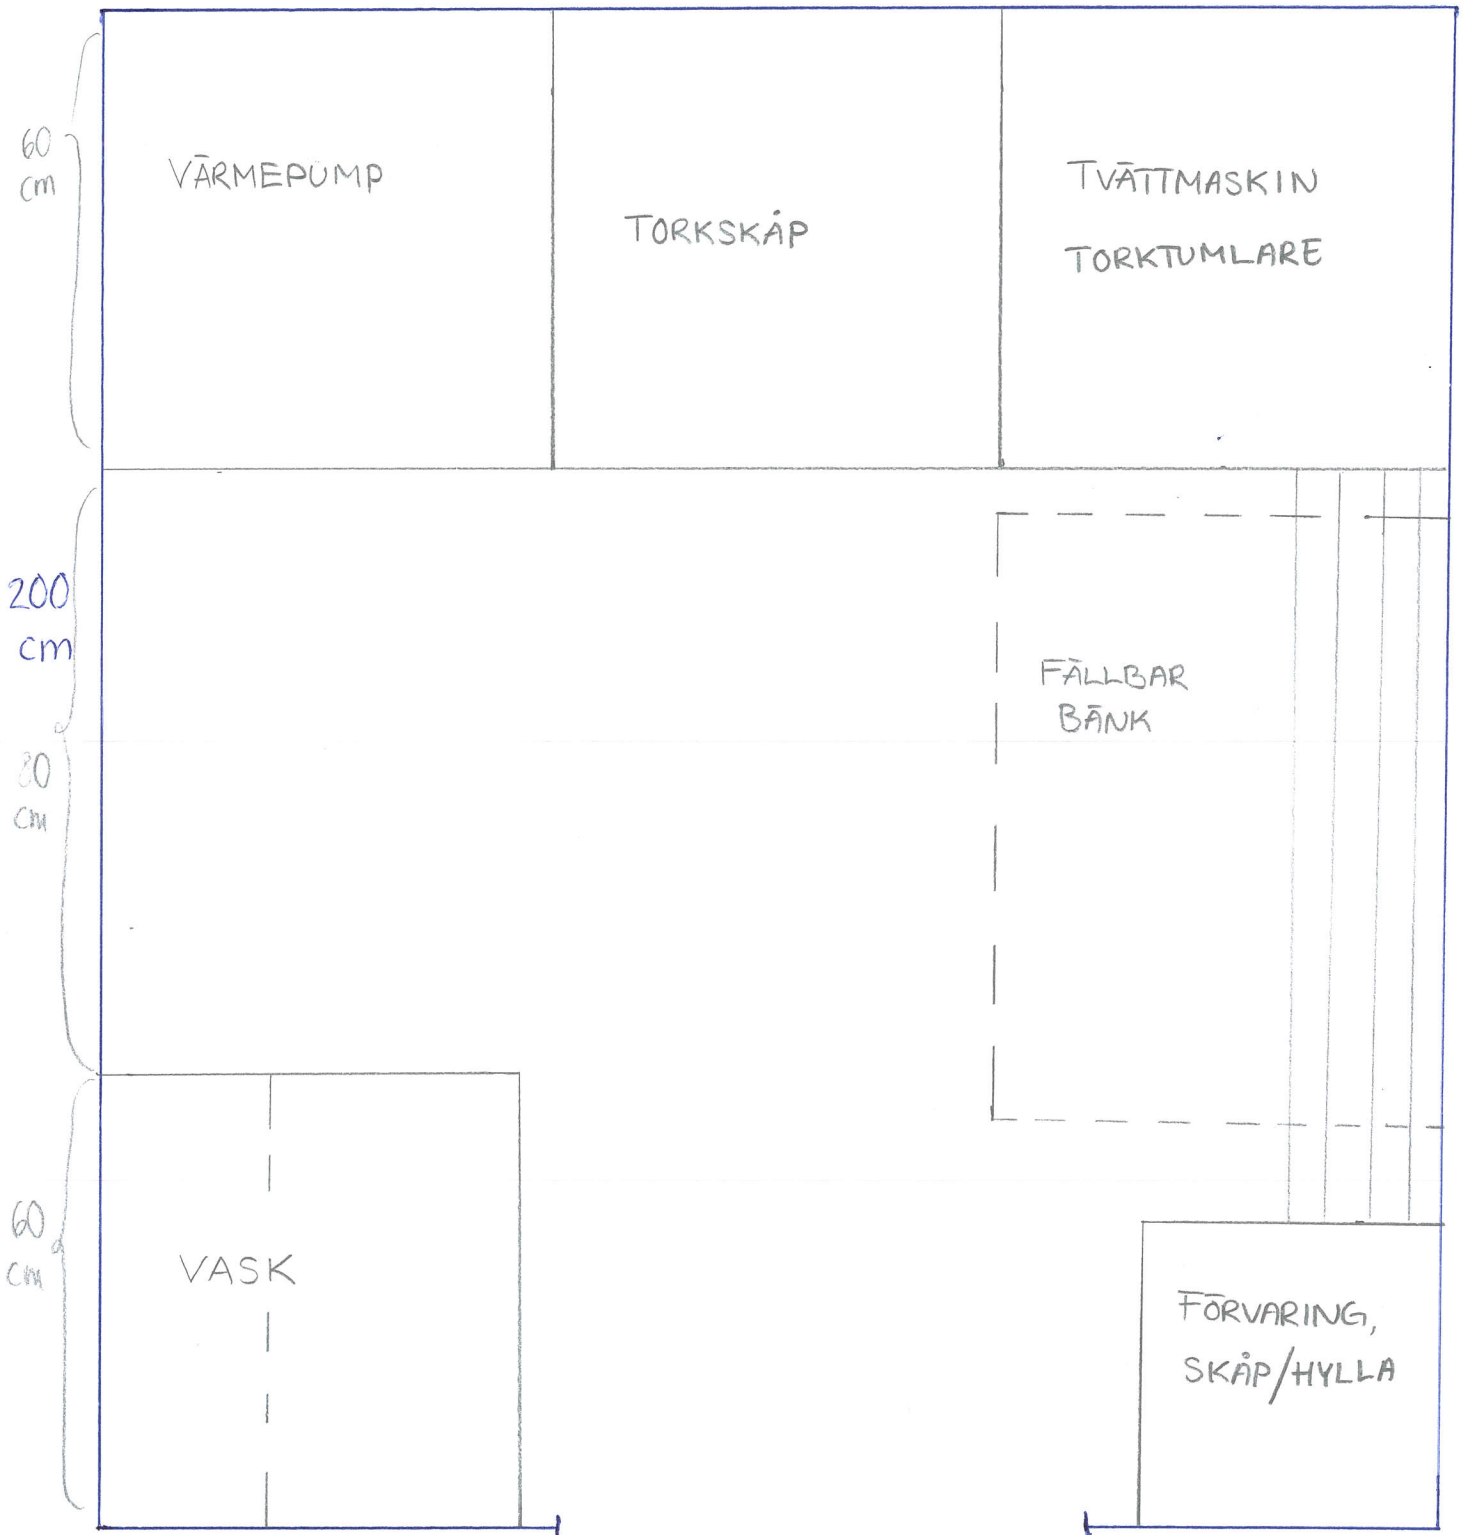 60
cm
VÄRMEPUMP
TORKSKÅP
TVÄTTMASKIN
TORKTUMLARE
200
cm
80
cm
FÄLLBAR
BÄNK
60
cm
VASK
FÖRVARING,
SKÅP/HYLLA